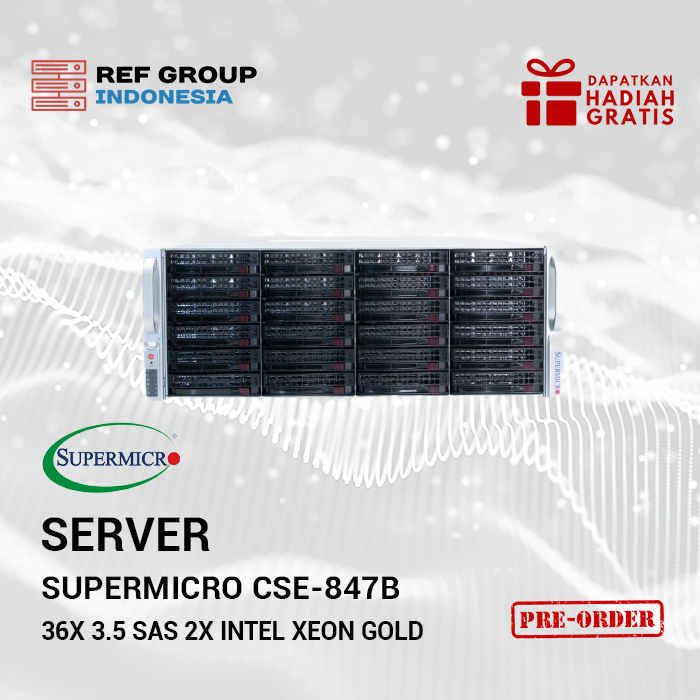 REF GROUP
INDONESIA
DAPATKAN
HADIAH
GRATIS
SUPERMICRO
SUPERMICRO
SERVER
SUPERMICRO CSE-847B
36X 3.5 SAS 2X INTEL XEON GOLD
PRE-ORDER